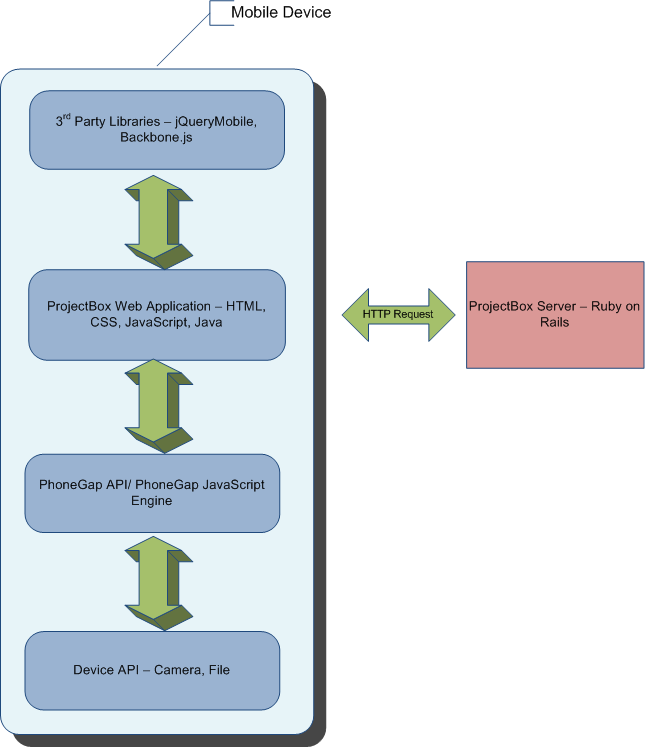 Mobile Device
3rd Party Libraries – jQueryMobile,
Backbone.js
ProjectBox Web Application – HTML,
CSS, JavaScript, Java
HTTP Request
ProjectBox Server – Ruby on
Rails
PhoneGap API/ PhoneGap JavaScript
Engine
Device API – Camera, File